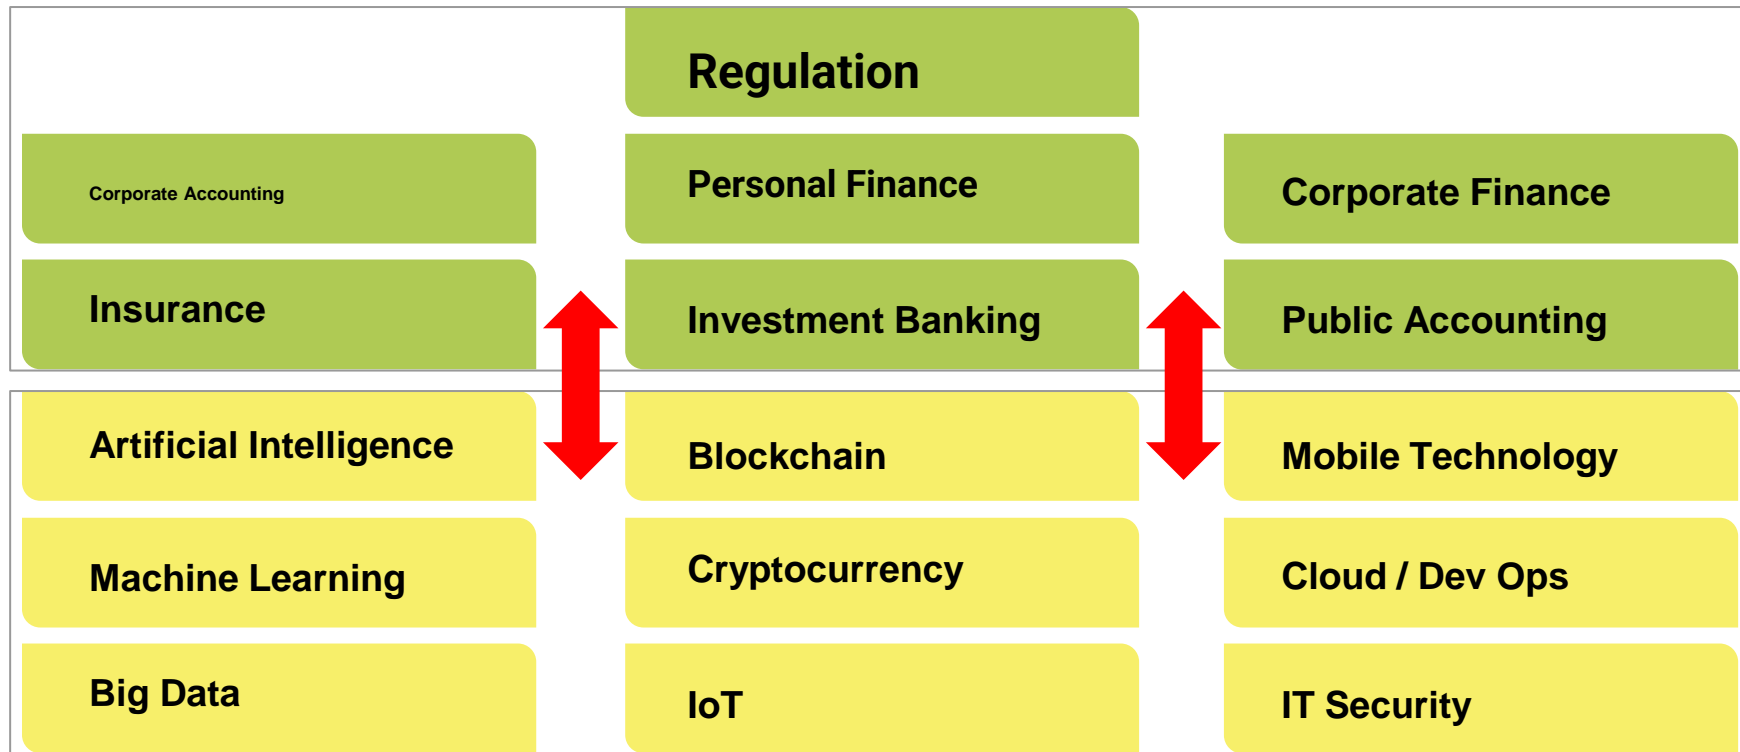 Regulation
Corporate Accounting
Personal Finance
Corporate Finance
Insurance
Investment Banking
Public Accounting
Artificial Intelligence
Blockchain
Mobile Technology
Machine Learning
Cryptocurrency
Cloud / Dev Ops
Big Data
IoT
IT Security